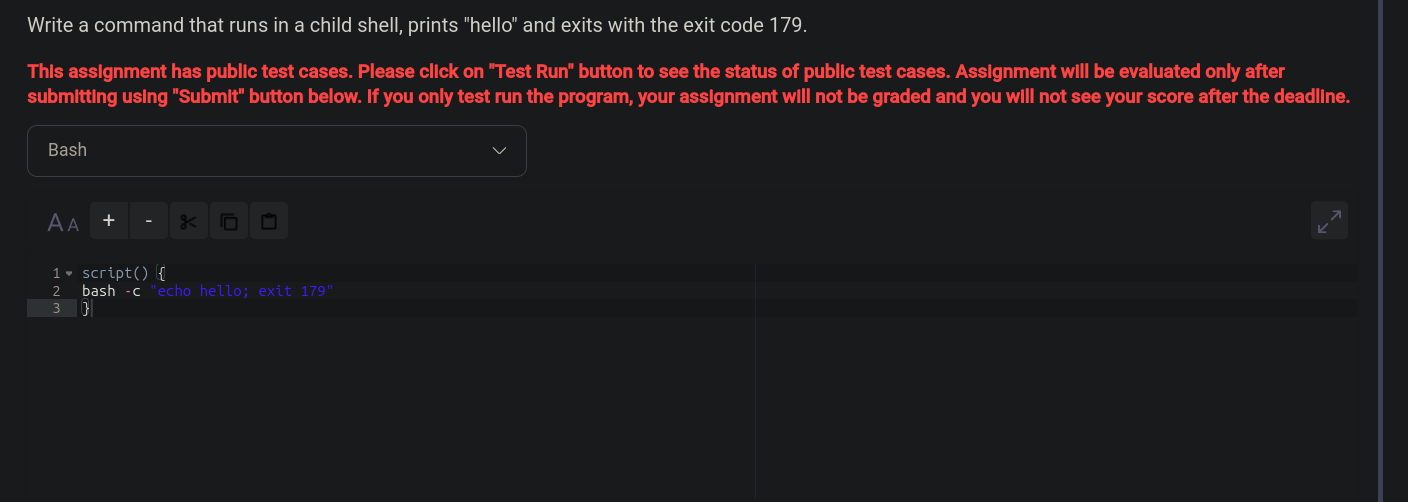 Write a command that runs in a child shell, prints "hello" and exits with the exit code 179.
This assignment has public test cases. Please click on "Test Run" button to see the status of public test cases. Assignment will be evaluated only after
submitting using "Submit" button below. If you only test run the program, your assignment will not be graded and you will not see your score after the deadline.
Bash
A A + -
1 script() {
2 bash -c "echo hello; exit 179"
3 }